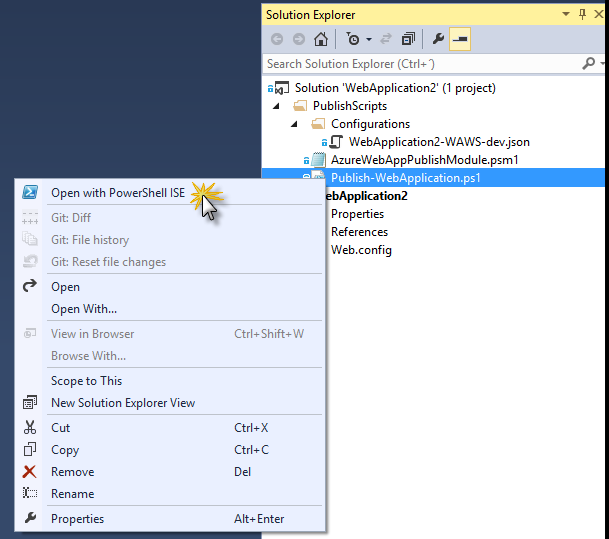 Solution Explorer
Search Solution Explorer (Ctrl+´)
Solution 'WebApplication2' (1 project)
PublishScripts
Configurations
WebApplication2-WAWS-dev.json
AzureWebAppPublishModule.psm1
Publish-WebApplication.ps1
ebApplication2
Properties
References
Web.config
Open with PowerShell ISE
Git: Diff
Git: File history
Git: Reset file changes
Open
Open With...
View in Browser Ctrl+Shift+W
Browse With...
Scope to This
New Solution Explorer View
Cut Ctrl+X
Copy Ctrl+C
Remove Del
Rename
Properties Alt+Enter